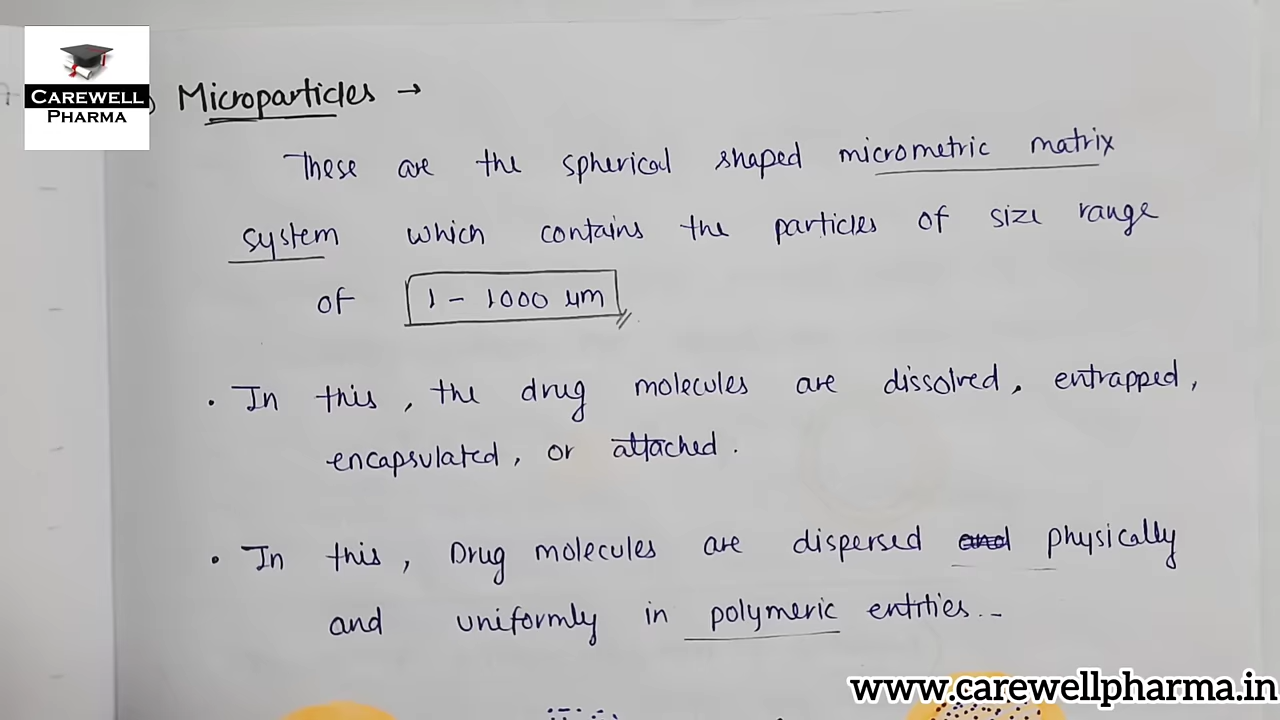 CAREWELL
PHARMA
) Microparticles →
These are the spherical shaped micrometric matrix
system which contains the particles of size range
of 1 - 1000 µm
. In this, the drug molecules are dissolved, entrapped,
encapsulated, or attached.
. In this, Drug molecules are dispersed and physically
and uniformly in polymeric entities..
www.carewellpharma.in